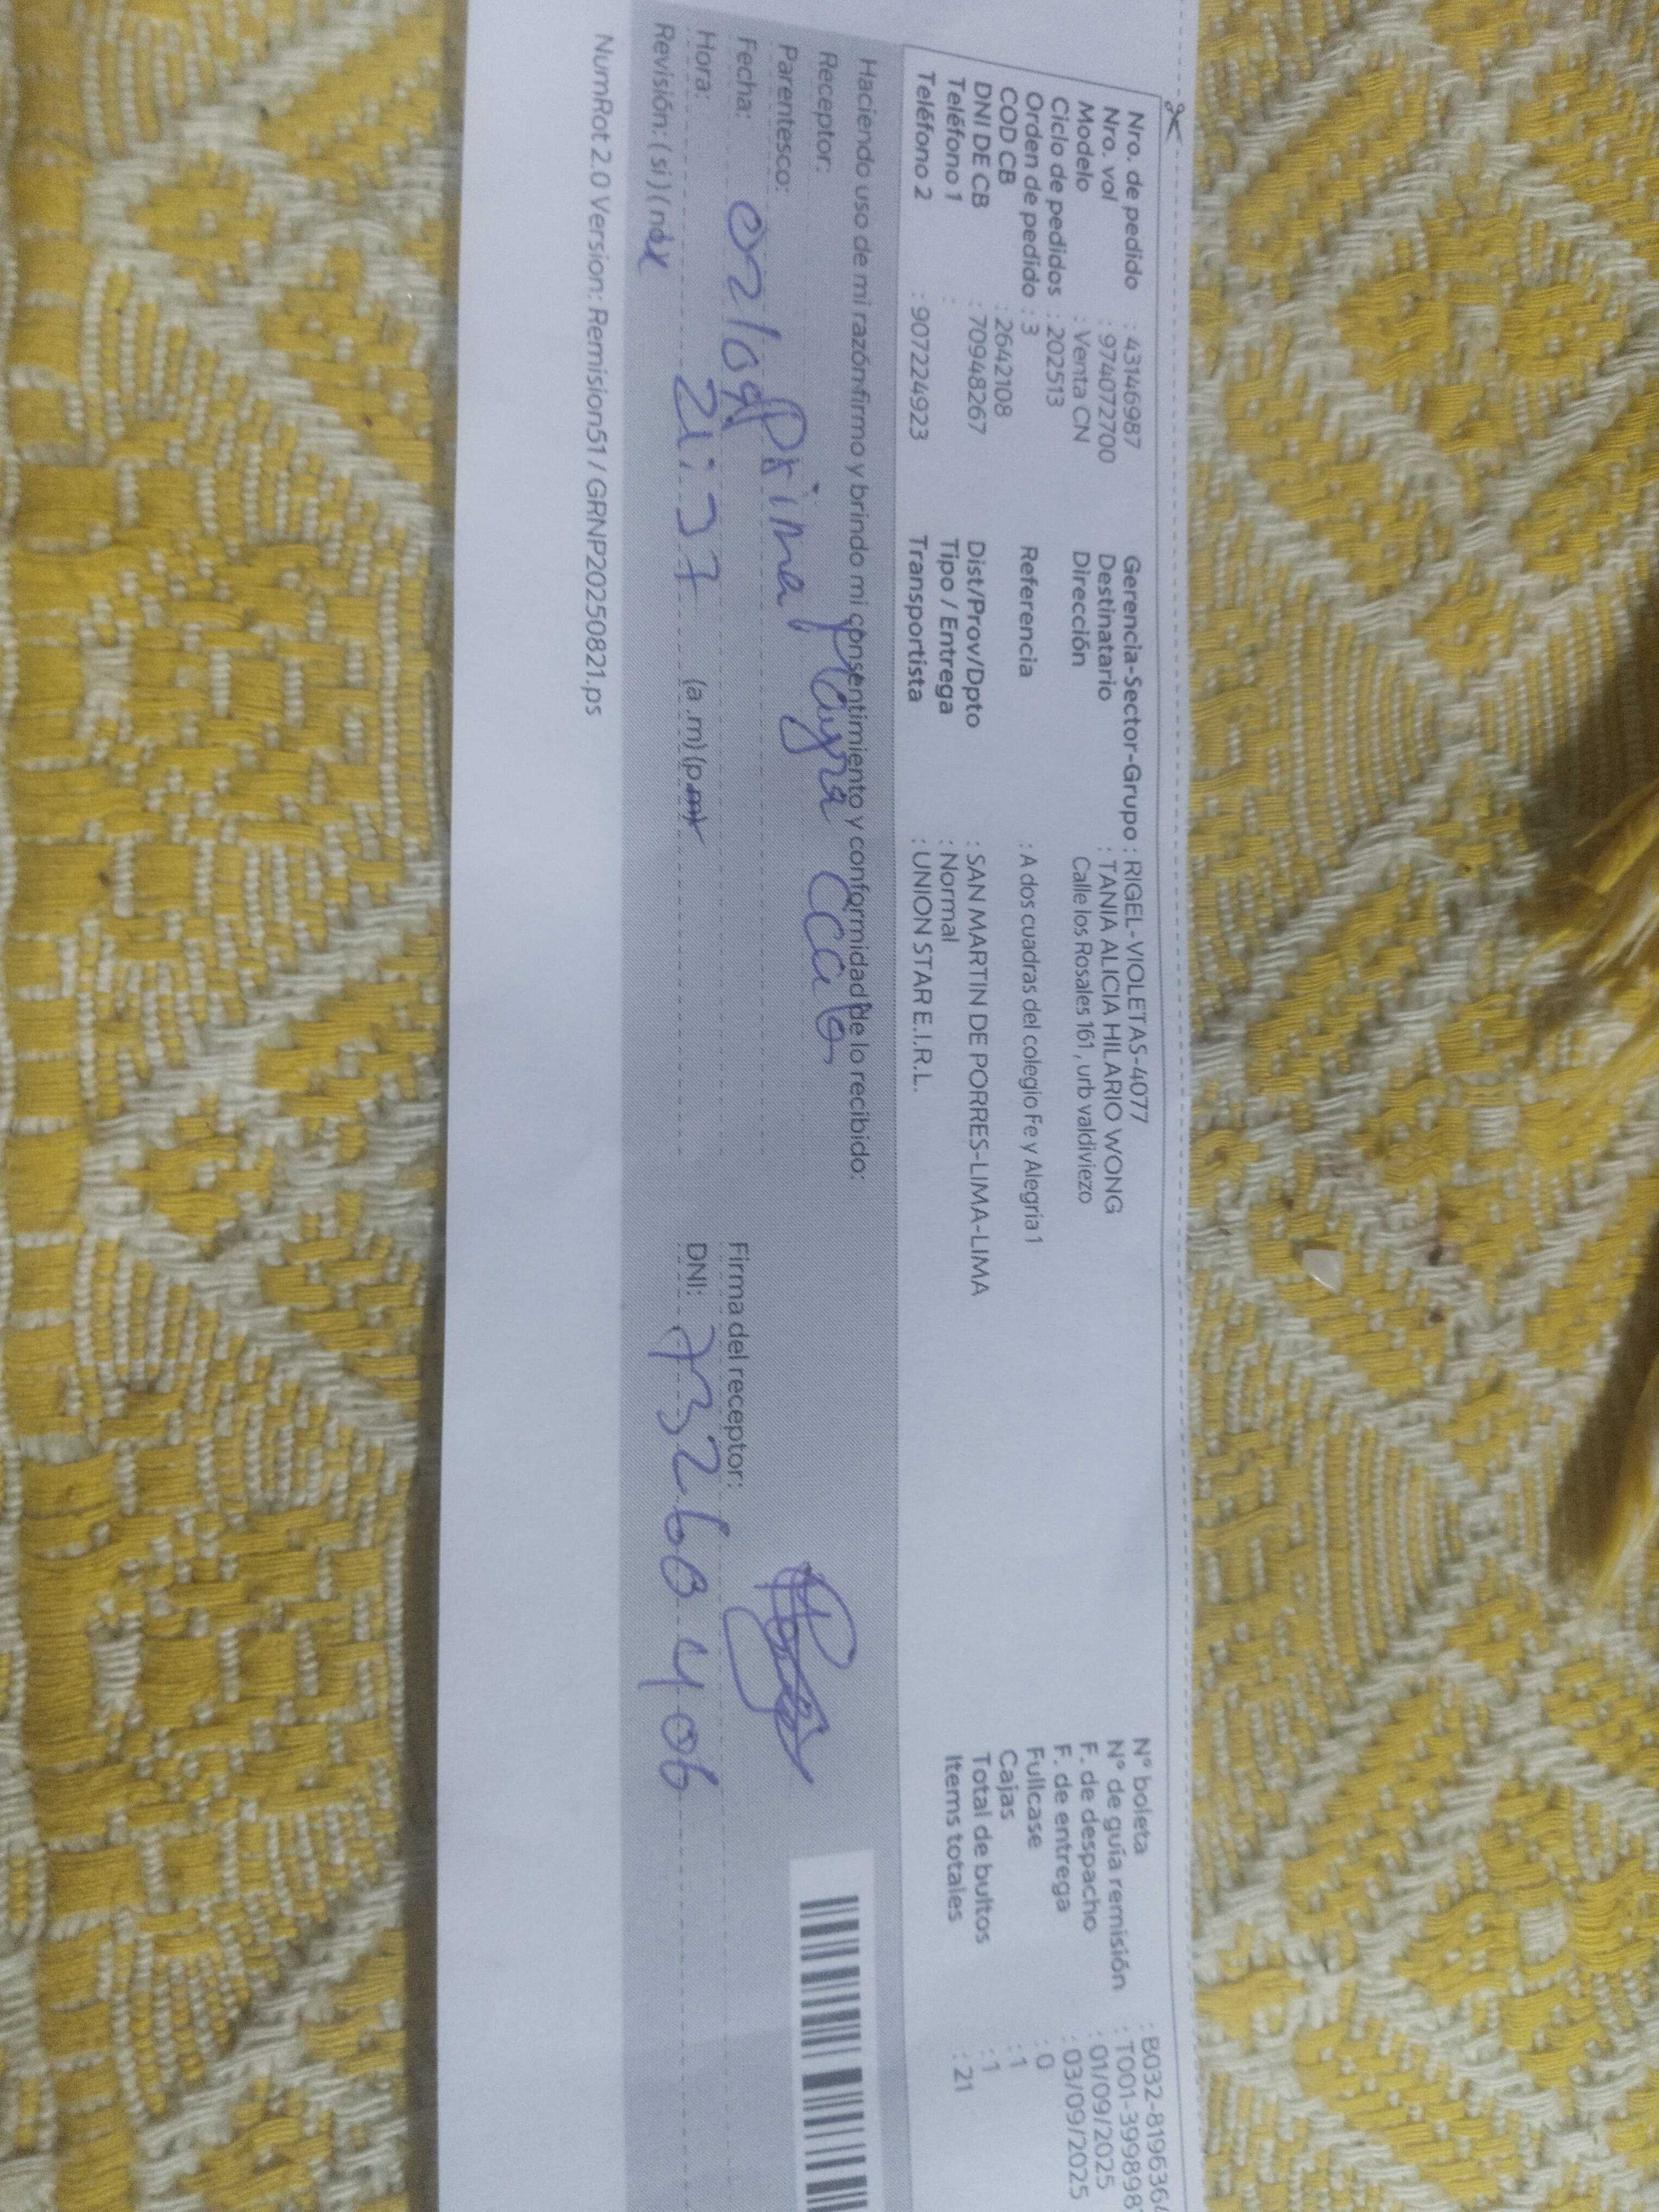 Nro. de pedido : 43146987
Nro. vol : 974072700
Modelo : Venta CN
Ciclo de pedidos : 202513
Orden de pedido : 3
COD CB : 2642108
DNI DE CB : 70948267
Teléfono 1 :
Teléfono 2 : 907224923
Gerencia-Sector-Grupo : RIGEL-VIOLETAS-4077
Destinatario : TANIA ALICIA HILARIO WONG
Dirección Calle los Rosales 161, urb valdiviezo
Referencia : A dos cuadras del colegio Fe y Alegría 1
Dist/Prov/Dpto : SAN MARTIN DE PORRES-LIMA-LIMA
Tipo / Entrega : Normal
Transportista : UNION STAR E.I.R.L.
N° boleta : B032-819636
N° de guía remisión : T001-399898
F. de despacho : 01/09/2025
F. de entrega : 03/09/2025
Fullcase : 0
Cajas : 1
Total de bultos : 1
Items totales : 21
Haciendo uso de mi razón firmo y brindo mi consentimiento y conformidad de lo recibido:
Receptor: Mayra
Parentesco: Prima
Fecha: 02/09
Hora: 21:37 (a.m) (p.m)
Revisión: ( si ) ( no )
Firma del receptor:
DNI: 73260406
NumRot 2.0 Version: Remision51 / GRNP20250821.ps